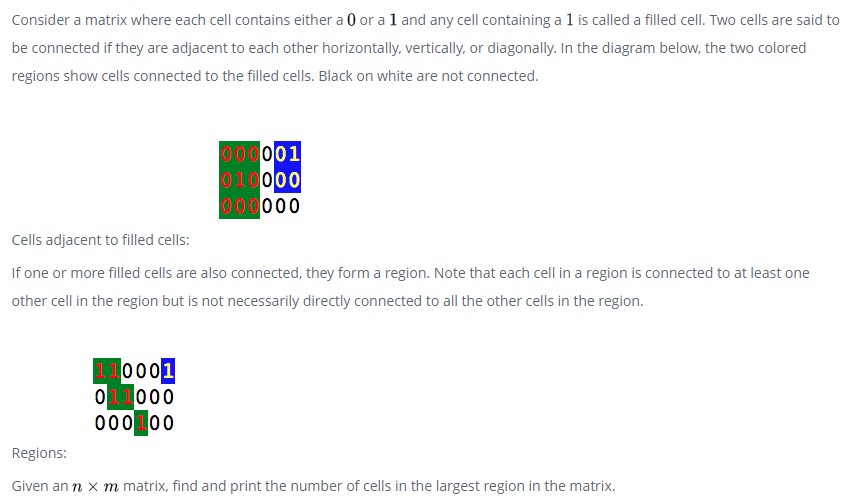 Consider a matrix where each cell contains either a 0 or a 1 and any cell containing a 1 is called a filled cell. Two cells are said to
be connected if they are adjacent to each other horizontally, vertically, or diagonally. In the diagram below, the two colored
regions show cells connected to the filled cells. Black on white are not connected.
000001
010000
000000
Cells adjacent to filled cells:
If one or more filled cells are also connected, they form a region. Note that each cell in a region is connected to at least one
other cell in the region but is not necessarily directly connected to all the other cells in the region.
110001
011000
000100
Regions:
Given an n × m matrix, find and print the number of cells in the largest region in the matrix.